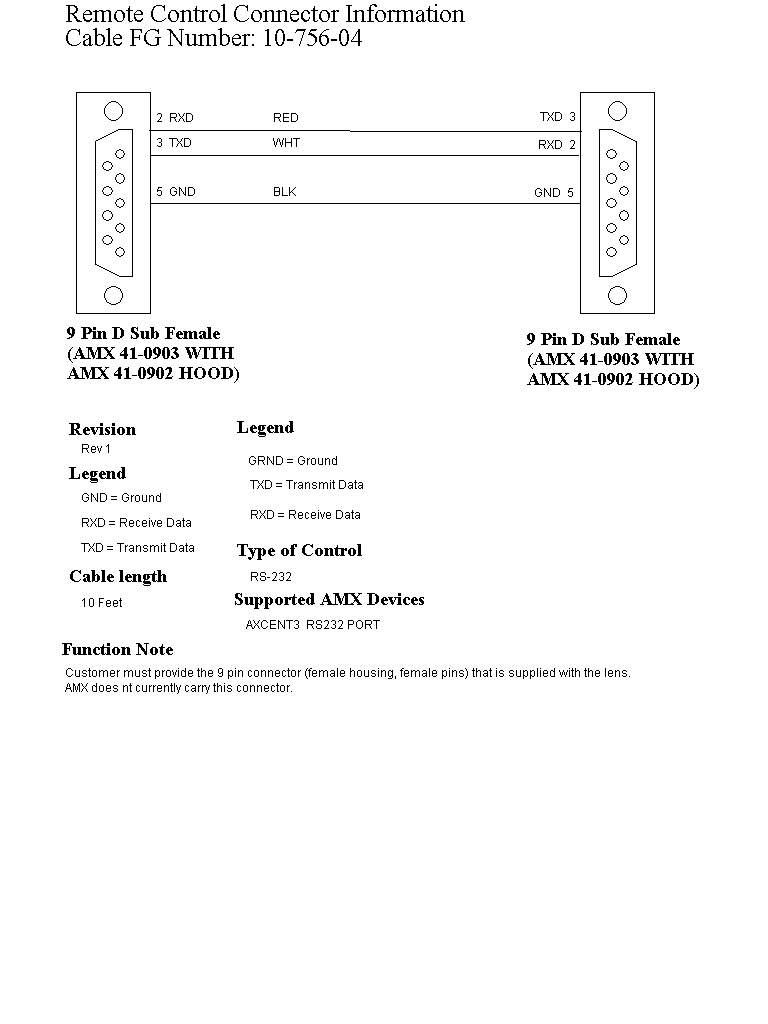 Remote Control Connector Information
Cable FG Number: 10-756-04
2 RXD RED TXD 3
3 TXD WHT RXD 2
5 GND BLK GND 5
9 Pin D Sub Female
(AMX 41-0903 WITH
AMX 41-0902 HOOD)
9 Pin D Sub Female
(AMX 41-0903 WITH
AMX 41-0902 HOOD)
Revision
Rev 1
Legend
GND = Ground
RXD = Receive Data
TXD = Transmit Data
Cable length
10 Feet
Legend
GRND = Ground
TXD = Transmit Data
RXD = Receive Data
Type of Control
RS-232
Supported AMX Devices
AXCENT3 RS232 PORT
Function Note
Customer must provide the 9 pin connector (female housing, female pins) that is supplied with the lens.
AMX does nt currently carry this connector.